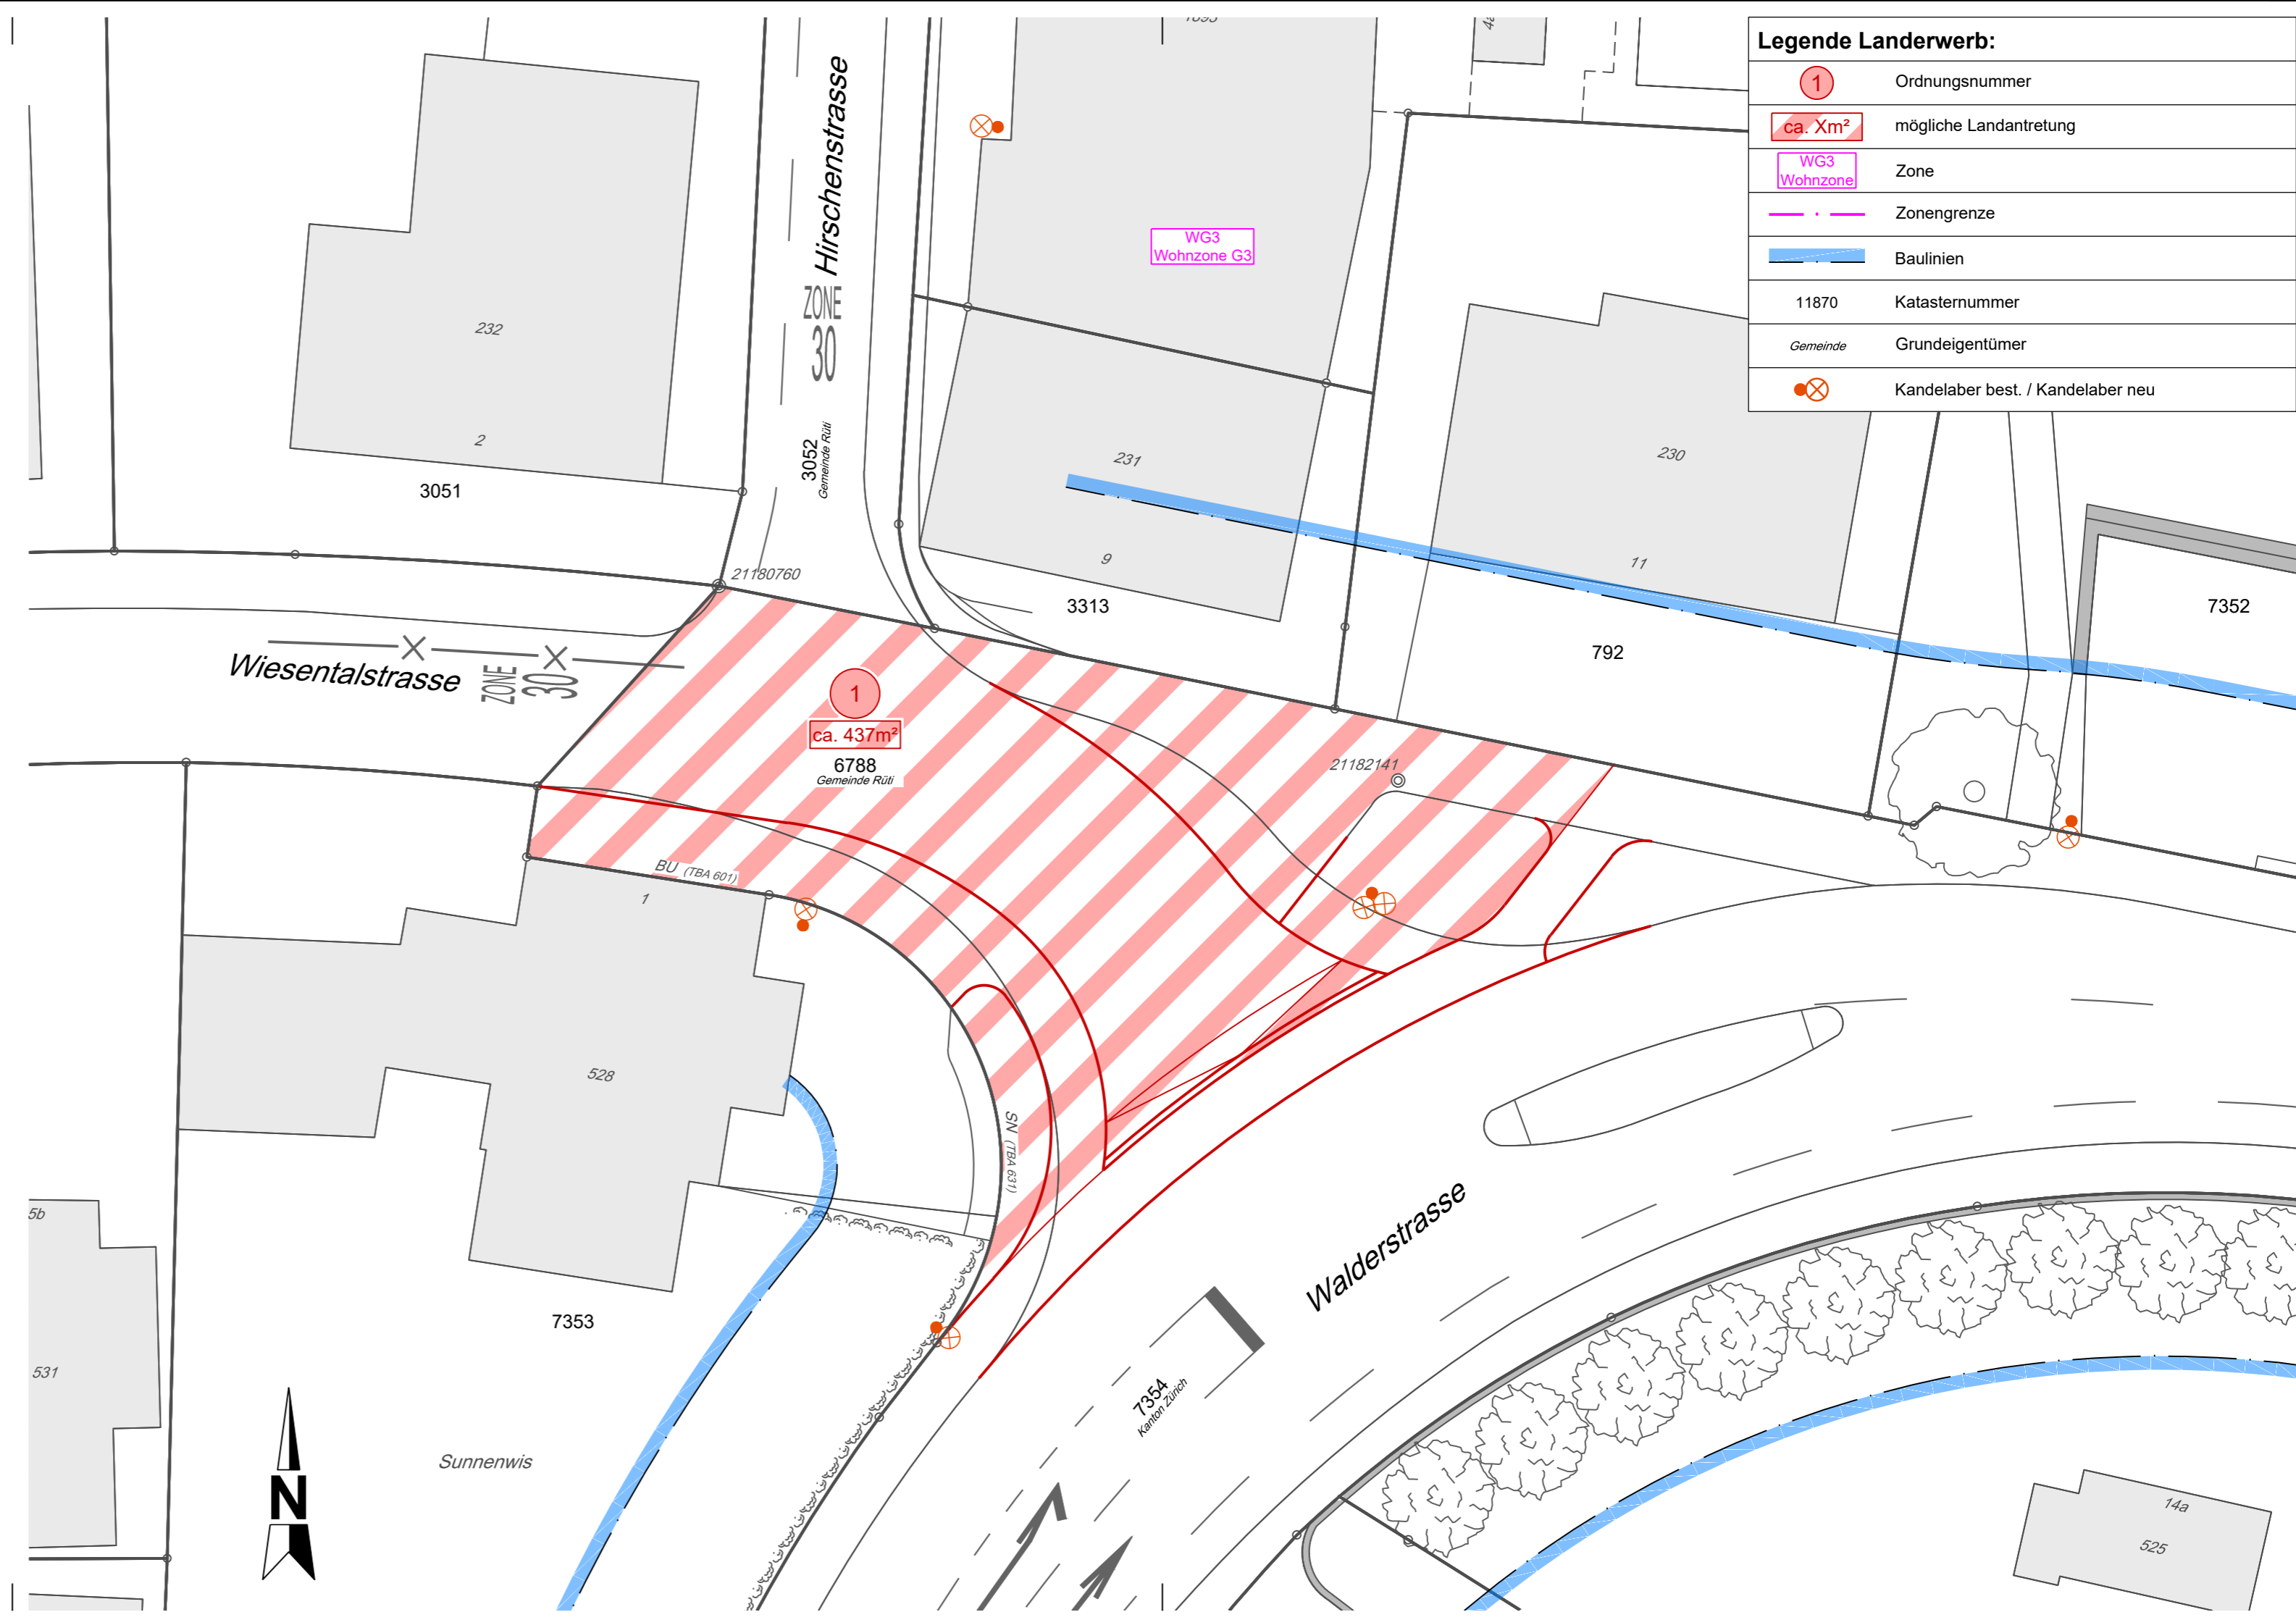 Legende Landerwerb:
1
Ordnungsnummer
ca. Xm²
mögliche Landantretung
WG3
Wohnzone
Zone
Zonengrenze
Baulinien
11870
Katasternummer
Gemeinde
Grundeigentümer
Kandelaber best. / Kandelaber neu
Hirschenstrasse
ZONE
30
3052
Gemeinde Rüti
WG3
Wohnzone G3
232
2
3051
231
9
3313
230
11
792
7352
21180760
Wiesentalstrasse
ZONE
30
1
ca. 437m²
6788
Gemeinde Rüti
21182141
BU (TBA 601)
1
528
SN (TBA 631)
5b
531
7353
Sunnenwis
N
Walderstrasse
7354
Kanton Zürich
14a
525